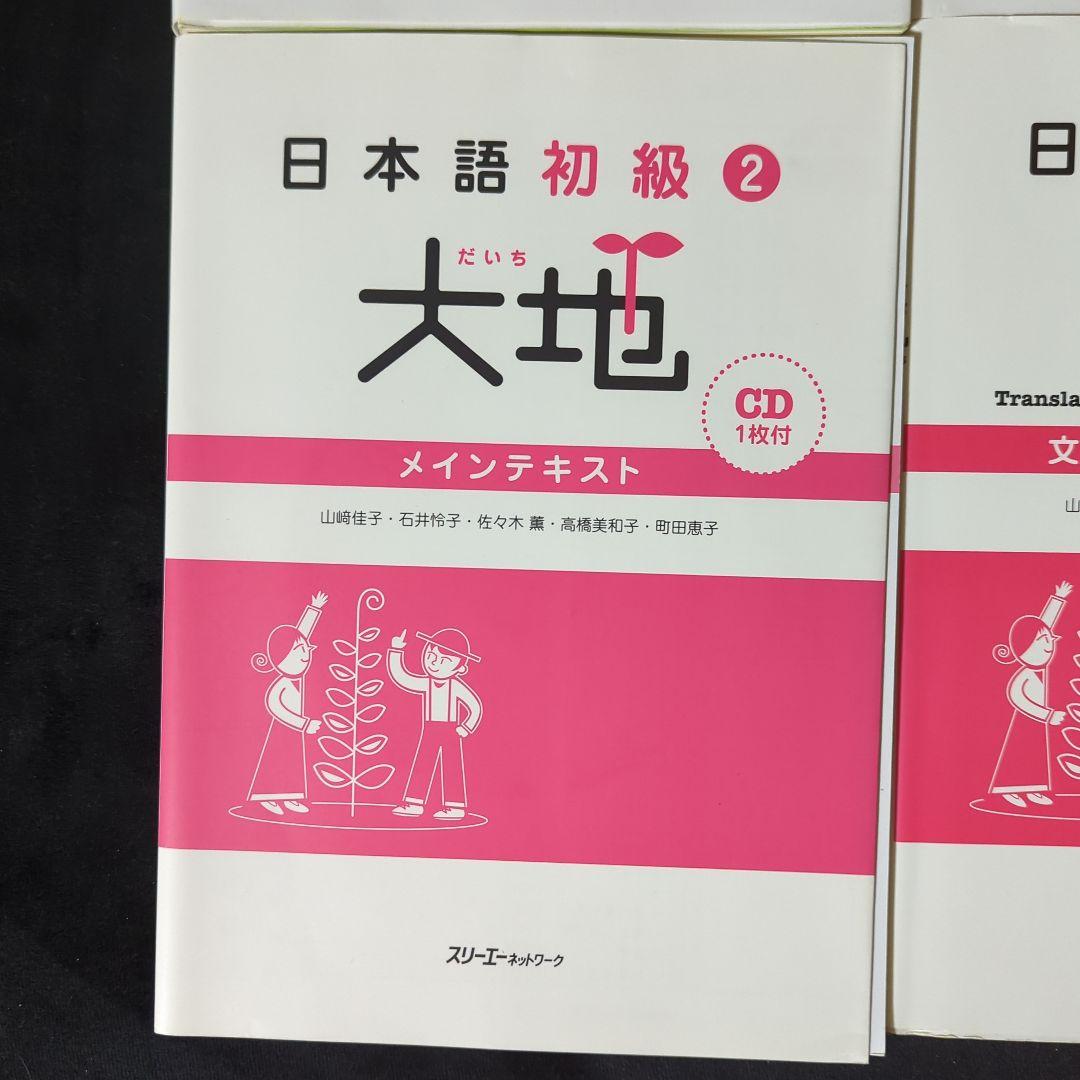 日本語 初級 2
だいち
大地
CD
1枚付
メインテキスト
山﨑佳子・石井怜子・佐々木 薫・高橋美和子・町田恵子
スリーエーネットワーク
日
Transla
文
山